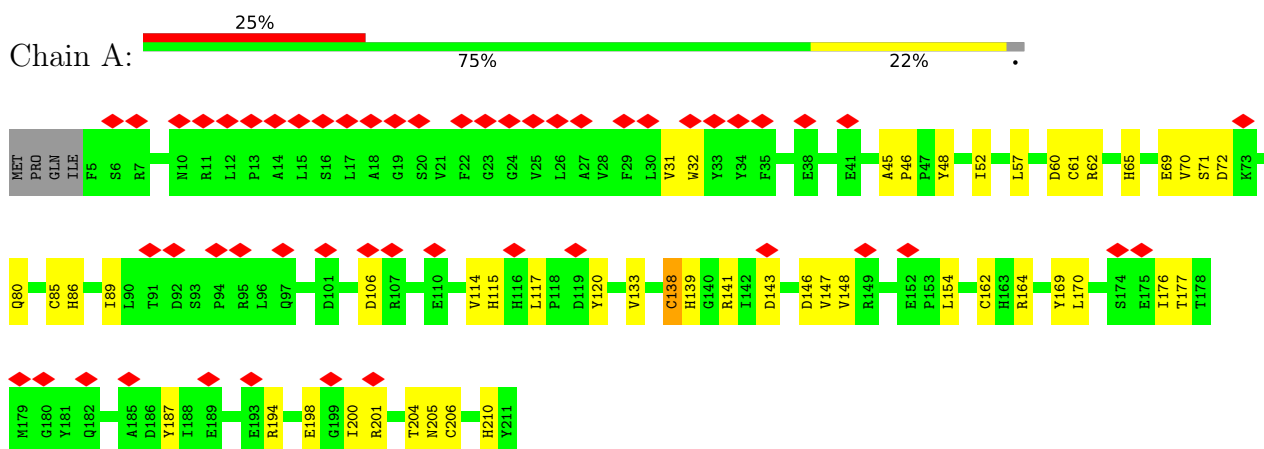 25%
Chain A:
75% 22% •
MET PRO GLN ILE F5 S6 R7 N10 R11 L12 P13 A14 L15 S16 L17 A18 G19 S20 V21 F22 G23 G24 V25 L26 A27 V28 F29 L30 V31 W32 Y33 Y34 F35 E38 E41 A45 P46 P47 Y48 I52 L57 D60 C61 R62 H65 E69 V70 S71 D72 K73
Q80 C85 H86 I89 L90 T91 D92 S93 P94 R95 L96 Q97 D101 D106 R107 E110 V114 H115 H116 L117 P118 D119 Y120 V133 C138 H139 G140 R141 I142 D143 D146 V147 V148 R149 E152 P153 L154 C162 H163 R164 Y169 L170 S174 E175 I176 T177 T178
M179 G180 Y181 Q182 A185 D186 Y187 I188 E189 E193 R194 E198 G199 I200 R201 T204 N205 C206 H210 Y211